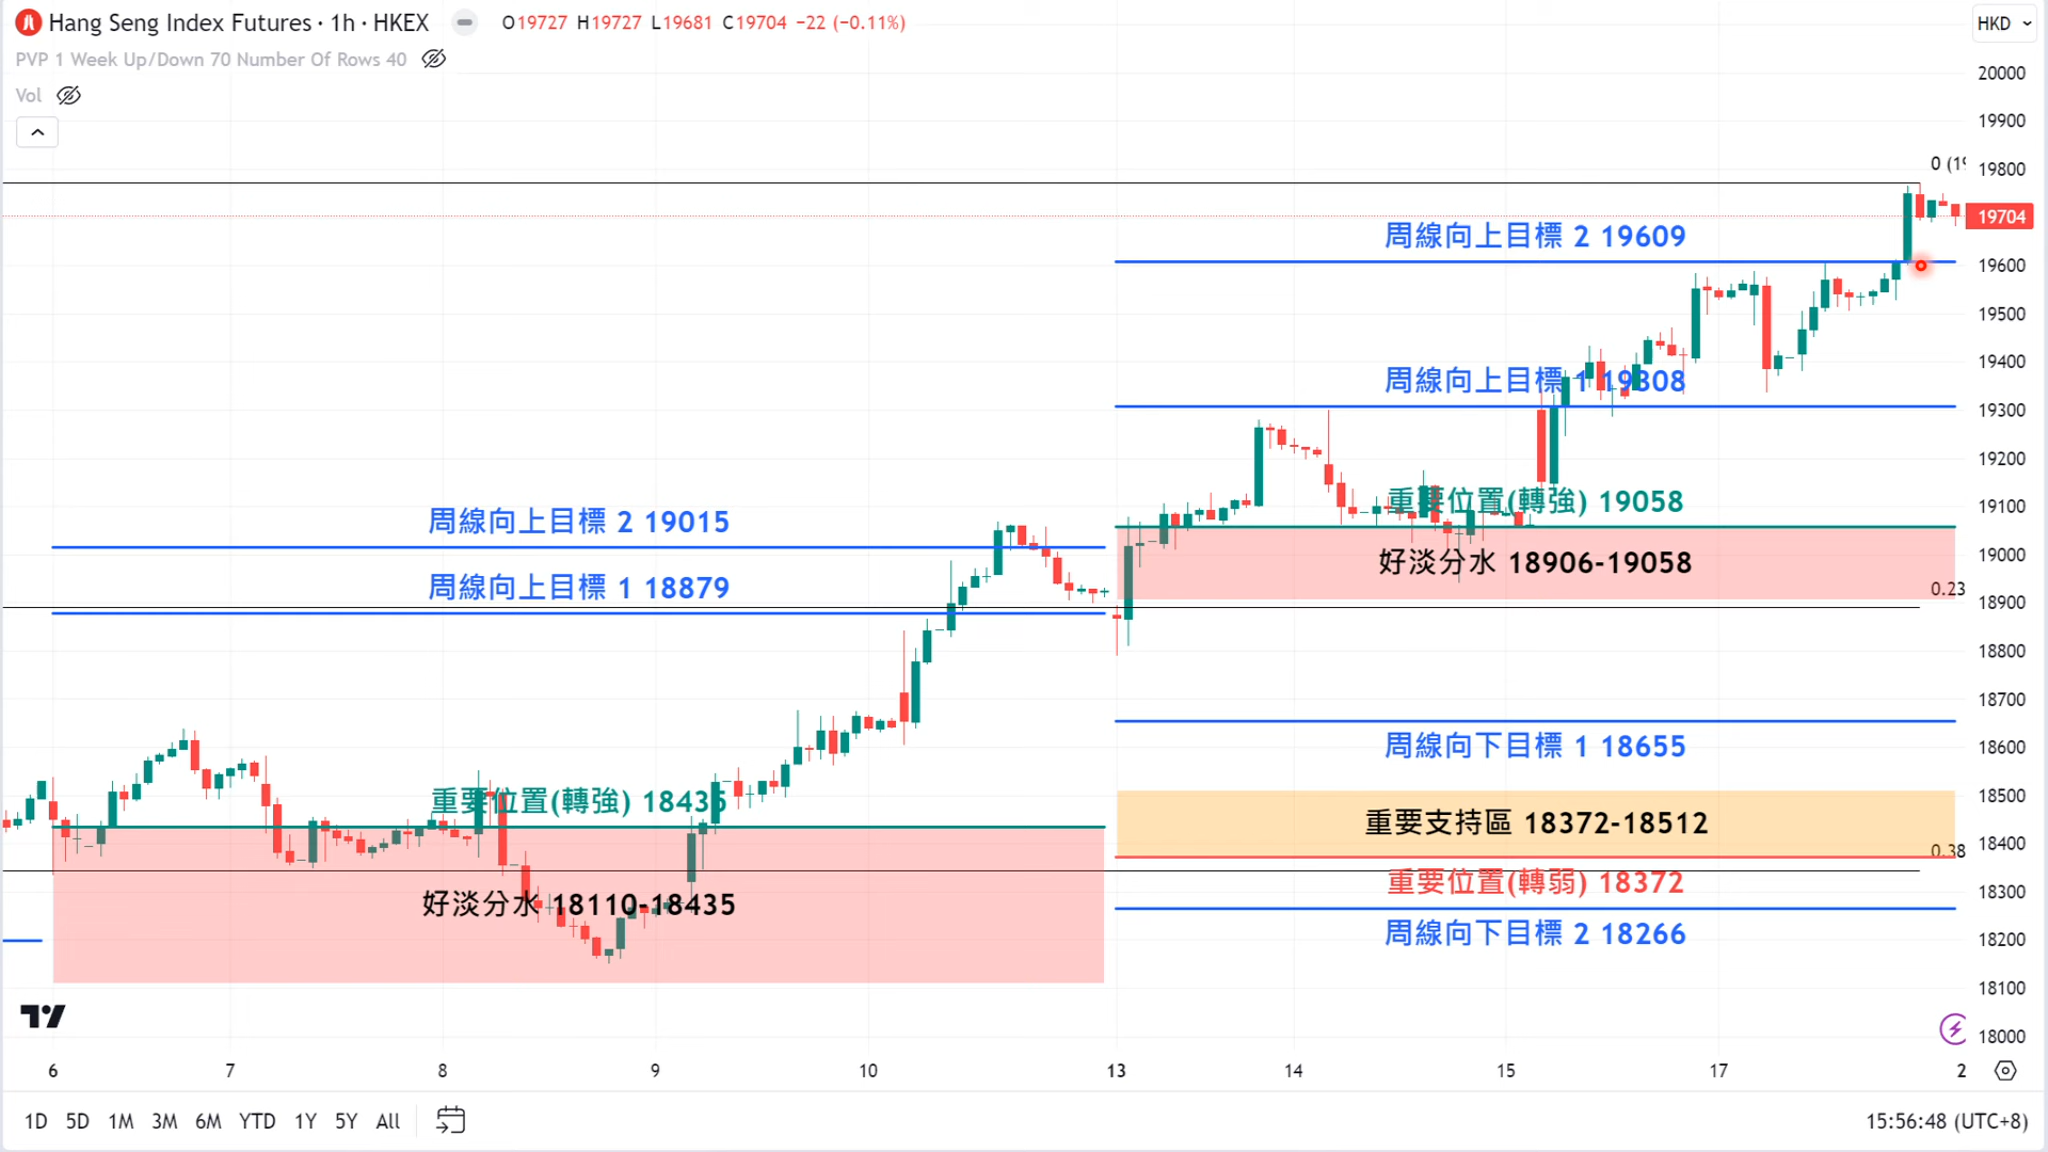 Hang Seng Index Futures · 1h · HKEX
O19727 H19727 L19681 C19704 −22 (−0.11%)
HKD
PVP 1 Week Up/Down 70 Number Of Rows 40
Vol
20000
19900
0 (19
19800
19704
周線向上目標 2 19609
19600
19500
19400
周線向上目標 1 19308
19300
19200
重要位置(轉強) 19058
19100
周線向上目標 2 19015
好淡分水 18906-19058
19000
周線向上目標 1 18879
0.23
18900
18800
18700
周線向下目標 1 18655
18600
重要位置(轉強) 18435
18500
重要支持區 18372-18512
0.38
18400
重要位置(轉弱) 18372
好淡分水 18110-18435
18300
周線向下目標 2 18266
18200
18100
18000
6 7 8 9 10 13 14 15 17 2
1D 5D 1M 3M 6M YTD 1Y 5Y All
15:56:48 (UTC+8)